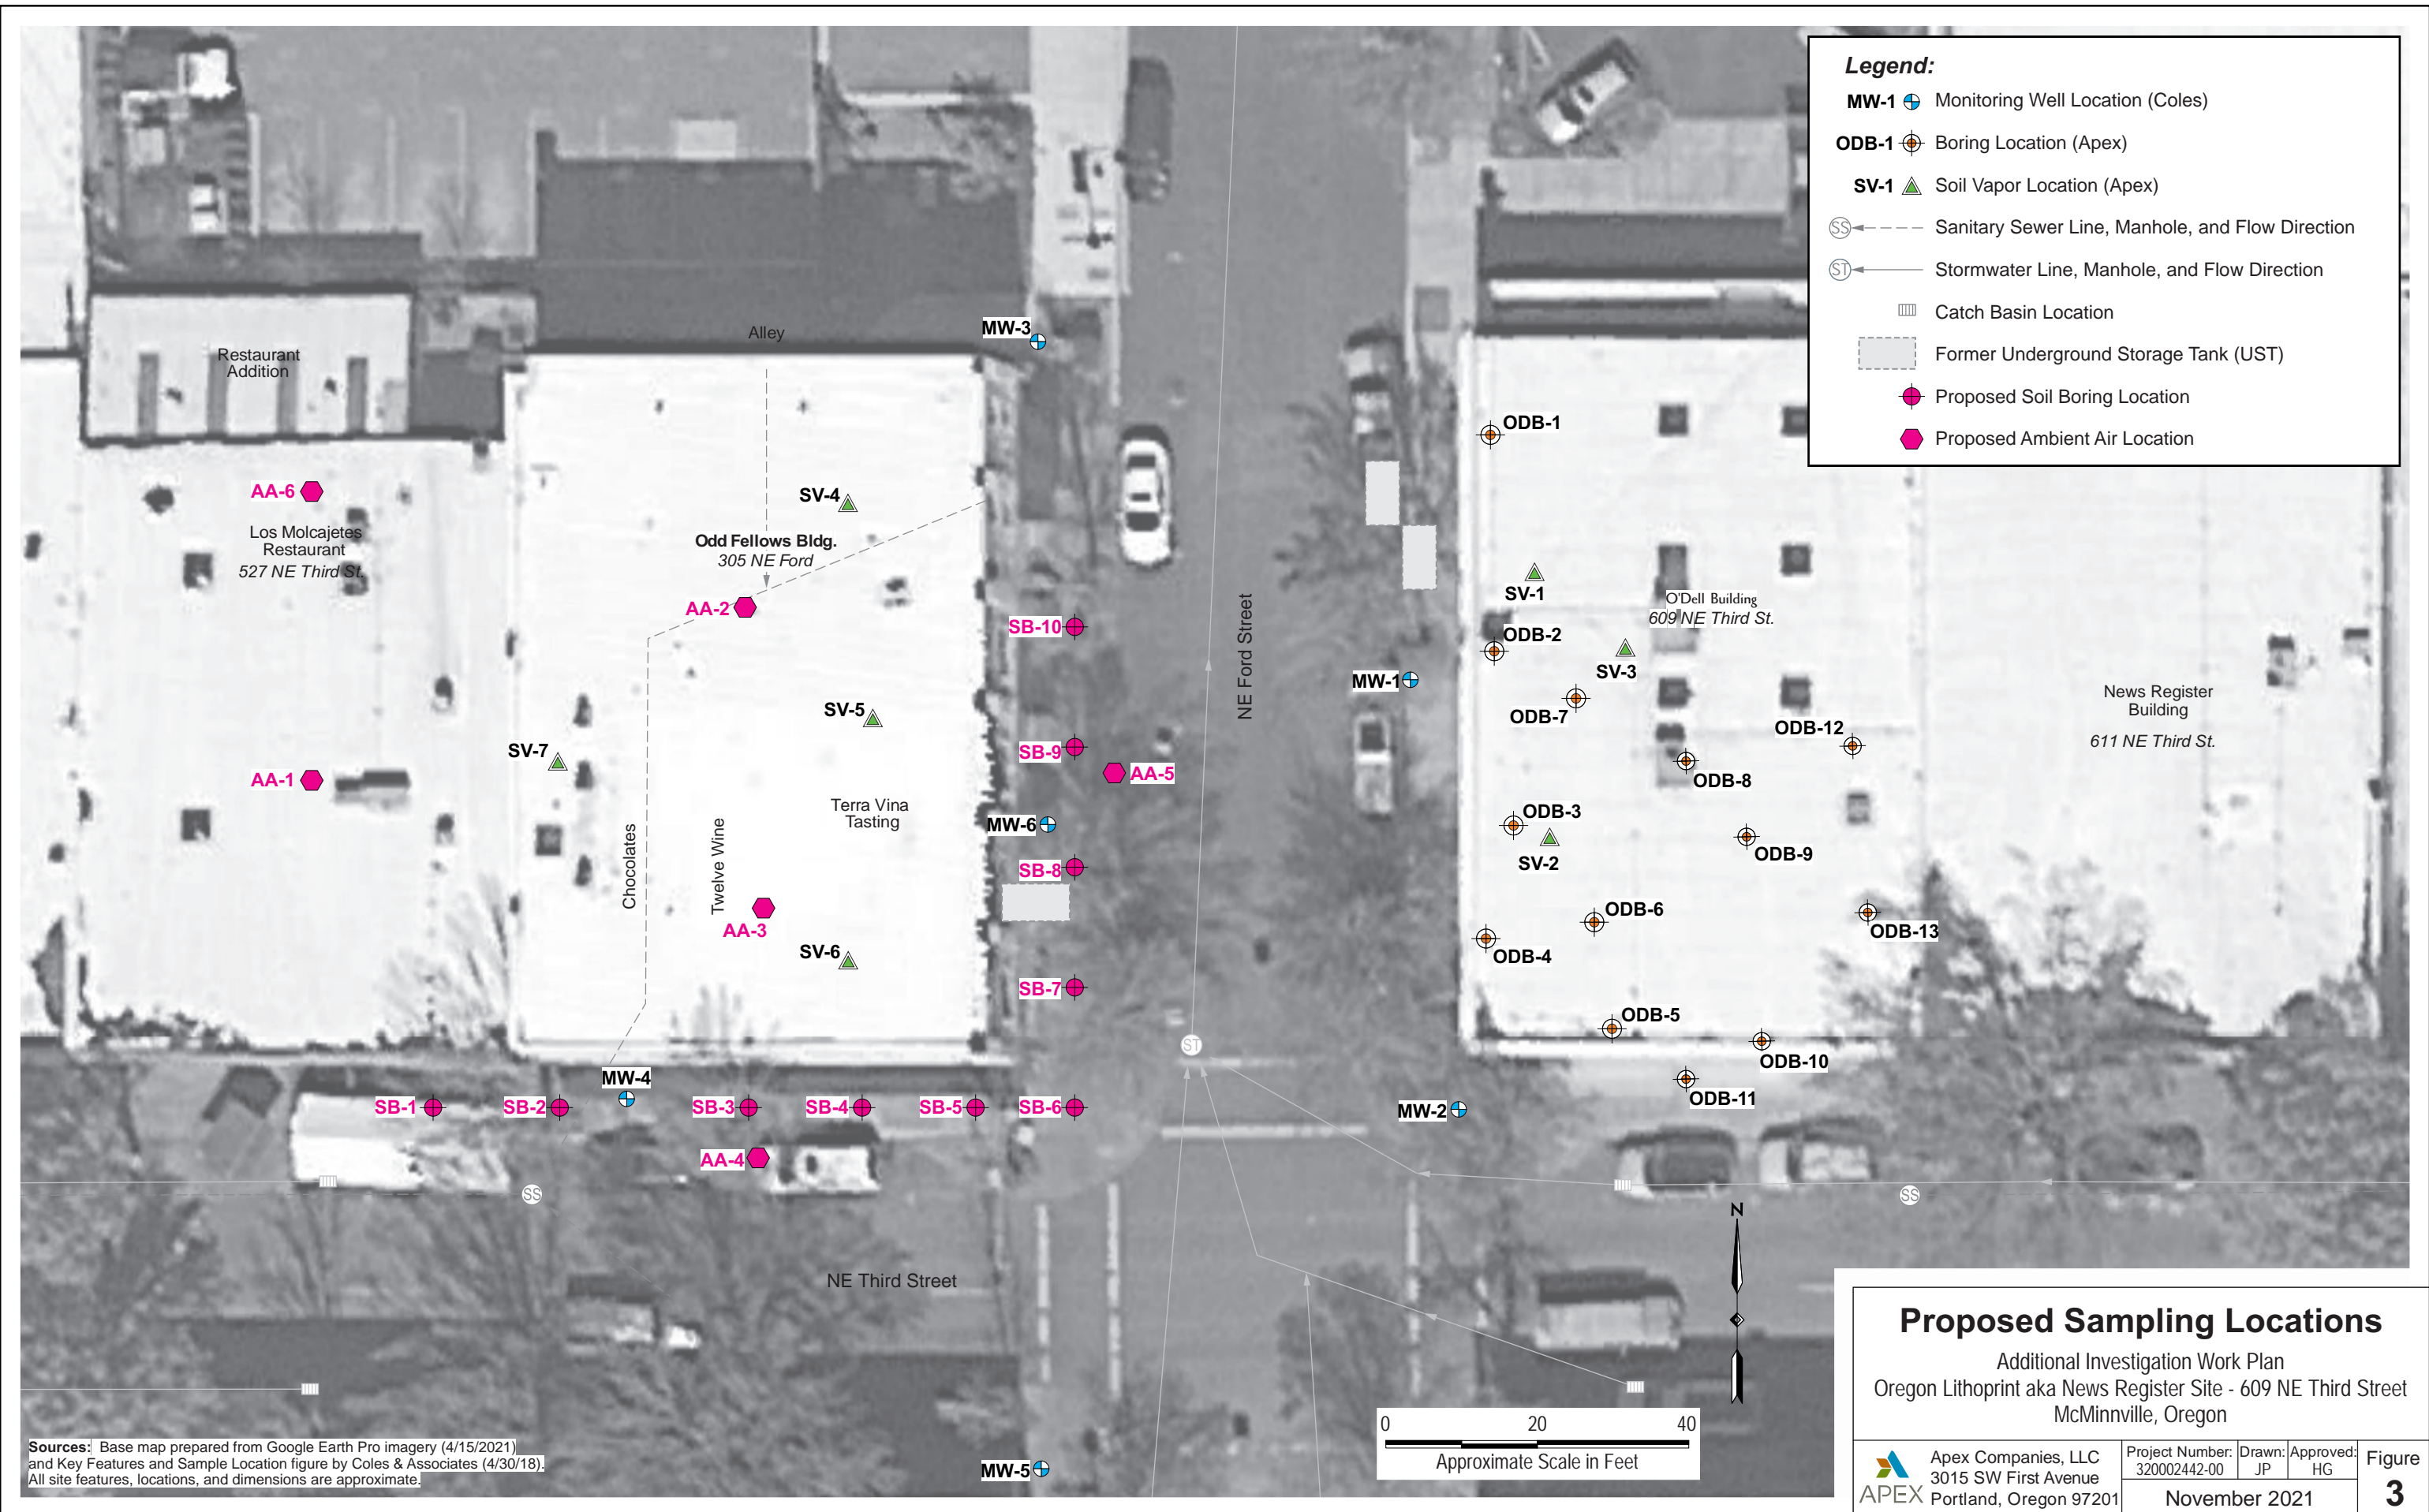 Legend:
MW-1 Monitoring Well Location (Coles)
ODB-1 Boring Location (Apex)
SV-1 Soil Vapor Location (Apex)
SS Sanitary Sewer Line, Manhole, and Flow Direction
ST Stormwater Line, Manhole, and Flow Direction
Catch Basin Location
Former Underground Storage Tank (UST)
Proposed Soil Boring Location
Proposed Ambient Air Location
Alley
MW-3
Restaurant
Addition
ODB-1
AA-6
SV-4
Los Molcajetes
Restaurant
527 NE Third St.
Odd Fellows Bldg.
305 NE Ford
SV-1
O'Dell Building
609 NE Third St.
AA-2
SB-10
NE Ford Street
ODB-2
SV-3
MW-1
ODB-7
News Register
Building
611 NE Third St.
SV-5
SV-7
SB-9
ODB-12
AA-1
AA-5
ODB-8
Terra Vina
Tasting
MW-6
ODB-3
SV-2
ODB-9
Chocolates
Twelve Wine
SB-8
AA-3
ODB-6
ODB-13
SV-6
ODB-4
SB-7
ODB-5
ST
ODB-10
MW-4
ODB-11
SB-1
SB-2
SB-3
SB-4
SB-5
SB-6
MW-2
AA-4
SS
SS
N
NE Third Street
0 20 40
Approximate Scale in Feet
MW-5
Sources: Base map prepared from Google Earth Pro imagery (4/15/2021)
and Key Features and Sample Location figure by Coles & Associates (4/30/18).
All site features, locations, and dimensions are approximate.
Proposed Sampling Locations
Additional Investigation Work Plan
Oregon Lithoprint aka News Register Site - 609 NE Third Street
McMinnville, Oregon
APEX
Apex Companies, LLC
3015 SW First Avenue
Portland, Oregon 97201
Project Number:
320002442-00
Drawn:
JP
Approved:
HG
November 2021
Figure
3